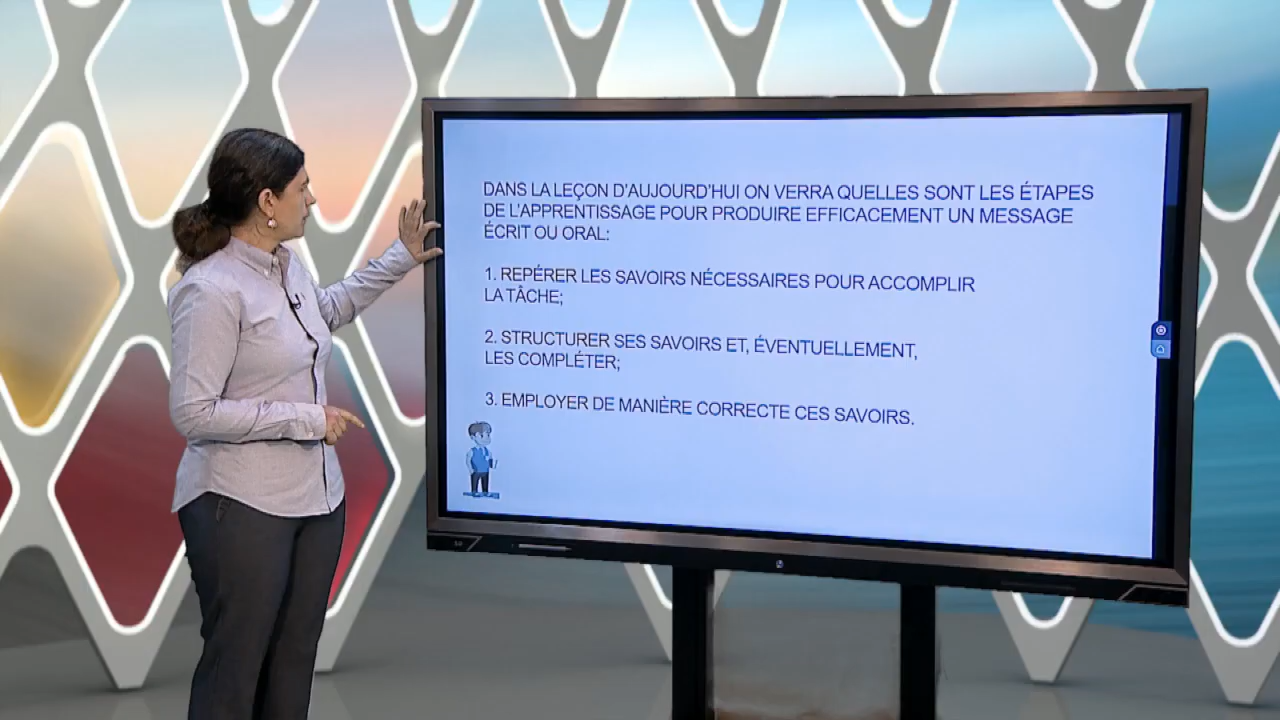 DANS LA LEÇON D'AUJOURD'HUI ON VERRA QUELLES SONT LES ÉTAPES
DE L'APPRENTISSAGE POUR PRODUIRE EFFICACEMENT UN MESSAGE
ÉCRIT OU ORAL:
1. REPÉRER LES SAVOIRS NÉCESSAIRES POUR ACCOMPLIR
LA TÂCHE;
2. STRUCTURER SES SAVOIRS ET, ÉVENTUELLEMENT,
LES COMPLÉTER;
3. EMPLOYER DE MANIÈRE CORRECTE CES SAVOIRS.